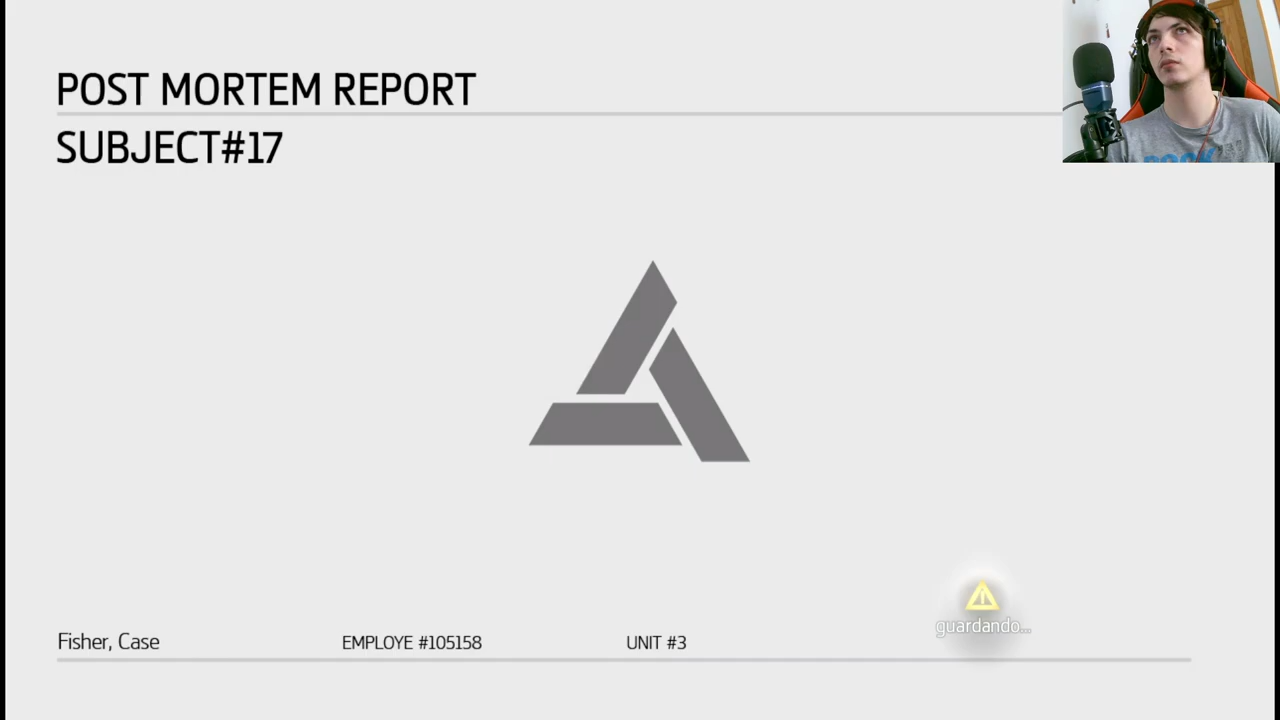 POST MORTEM REPORT
SUBJECT#17
Fisher, Case
EMPLOYE #105158
UNIT #3
guardando...